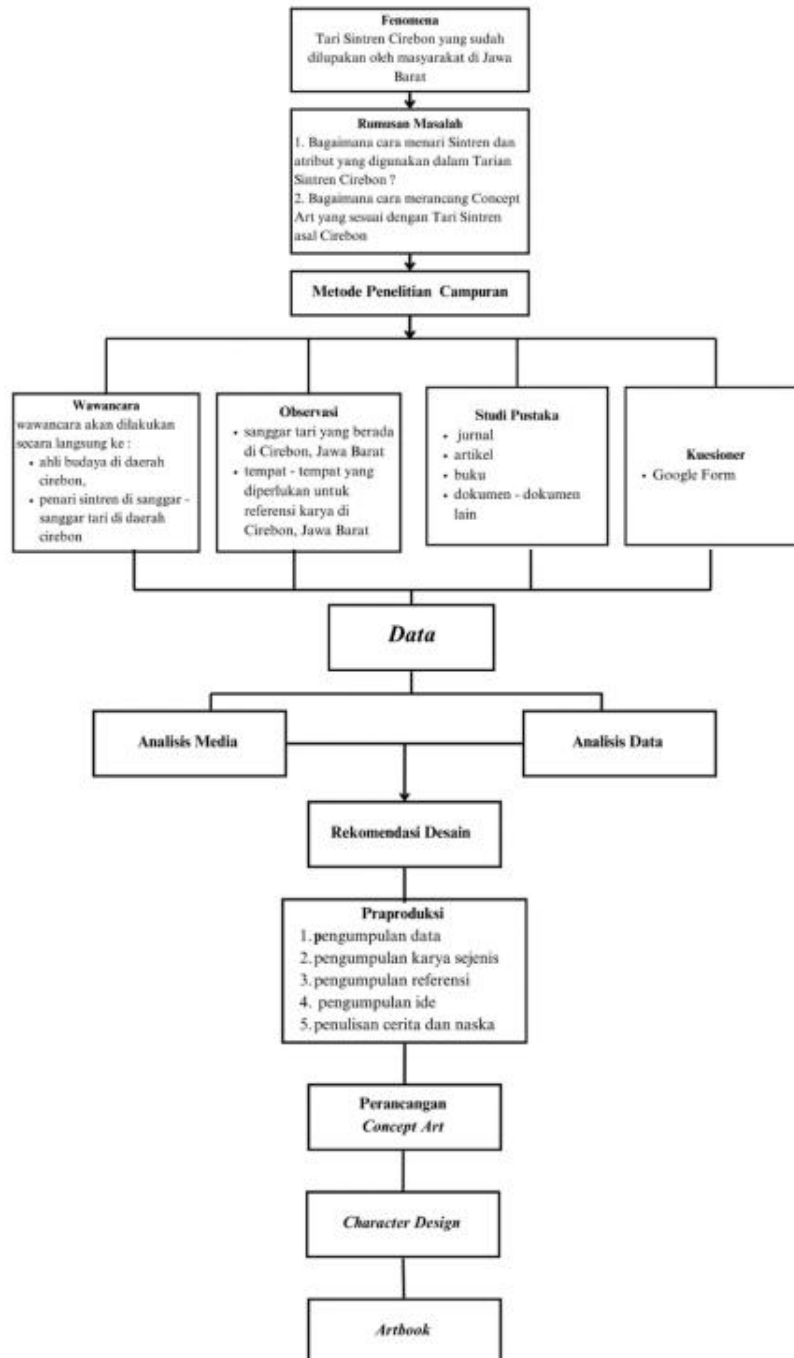 Fenomena
Tari Sintren Cirebon yang sudah
dilupakan oleh masyarakat di Jawa
Barat
Rumusan Masalah
1. Bagaimana cara menari Sintren dan
atribut yang digunakan dalam Tarian
Sintren Cirebon ?
2. Bagaimana cara merancang Concept
Art yang sesuai dengan Tari Sintren
asal Cirebon
Metode Penelitian Campuran
Wawancara
wawancara akan dilakukan
secara langsung ke :
• ahli budaya di daerah
cirebon,
• penari sintren di sanggar -
sanggar tari di daerah
cirebon
Observasi
• sanggar tari yang berada
di Cirebon, Jawa Barat
• tempat - tempat yang
diperlukan untuk
referensi karya di
Cirebon, Jawa Barat
Studi Pustaka
• jurnal
• artikel
• buku
• dokumen - dokumen
lain
Kuesioner
• Google Form
Data
Analisis Media
Analisis Data
Rekomendasi Desain
Praproduksi
1. pengumpulan data
2. pengumpulan karya sejenis
3. pengumpulan referensi
4. pengumpulan ide
5. penulisan cerita dan naska
Perancangan
Concept Art
Character Design
Artbook